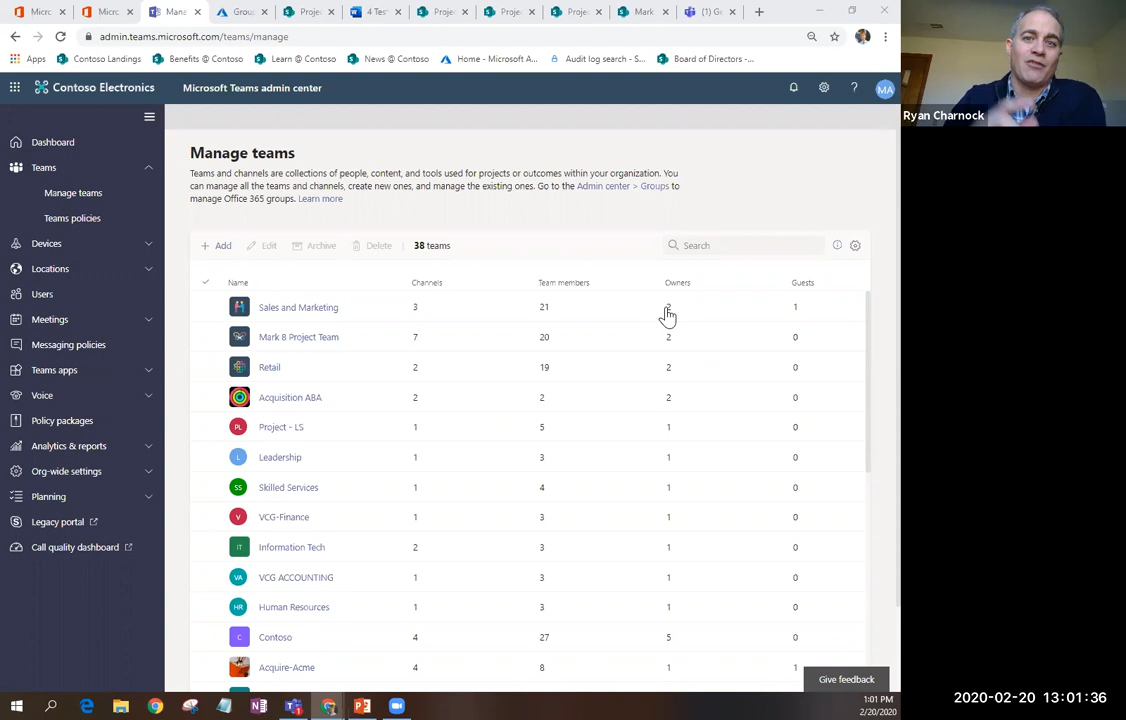 Micro
Micro
Mana
Group
Projec
4 Tes
Projec
Projec
Projec
Mark
(1) G
admin.teams.microsoft.com/teams/manage
Apps
Contoso Landings
Benefits @ Contoso
Learn @ Contoso
News @ Contoso
Home - Microsoft A...
Audit log search - S...
Board of Directors -...
Contoso Electronics
Microsoft Teams admin center
?
MA
Ryan Charnock
Dashboard
Teams
Manage teams
Teams policies
Devices
Locations
Users
Meetings
Messaging policies
Teams apps
Voice
Policy packages
Analytics & reports
Org-wide settings
Planning
Legacy portal
Call quality dashboard
Manage teams
Teams and channels are collections of people, content, and tools used for projects or outcomes within your organization. You
can manage all the teams and channels, create new ones, and manage the existing ones. Go to the Admin center > Groups to
manage Office 365 groups. Learn more
+ Add Edit Archive Delete 38 teams Search
Name Channels Team members Owners Guests
Sales and Marketing 3 21 2 1
Mark 8 Project Team 7 20 2 0
Retail 2 19 2 0
Acquisition ABA 2 2 2 0
PL Project - LS 1 5 1 0
L Leadership 1 3 1 0
SS Skilled Services 1 4 1 0
V VCG-Finance 1 3 1 0
IT Information Tech 2 3 1 0
VA VCG ACCOUNTING 1 3 1 0
HR Human Resources 1 3 1 0
C Contoso 4 27 5 0
Acquire-Acme 4 8 1 1
Give feedback
1:01 PM
2/20/2020
2020-02-20 13:01:36